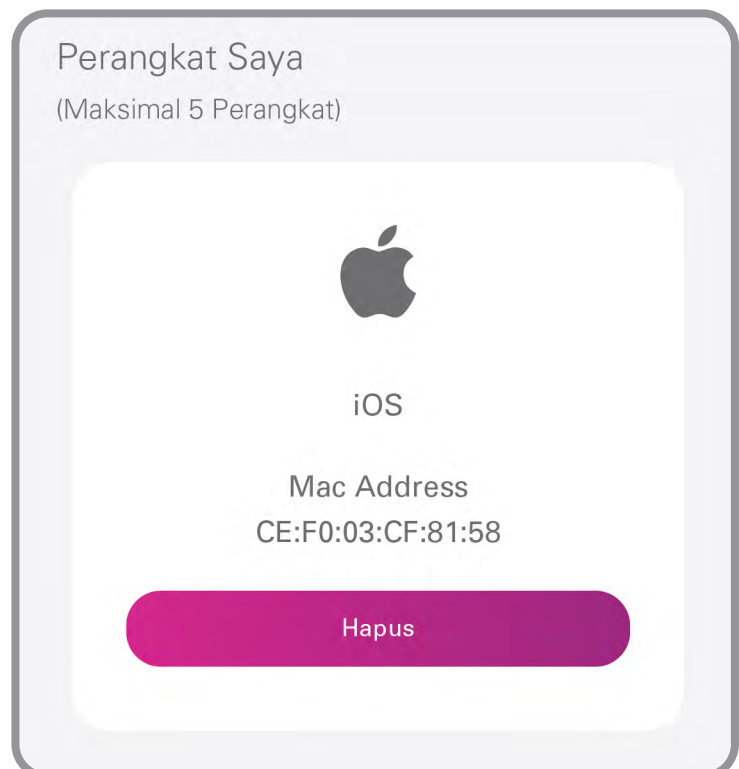 Perangkat Saya
(Maksimal 5 Perangkat)
iOS
Mac Address
CE:F0:03:CF:81:58
Hapus